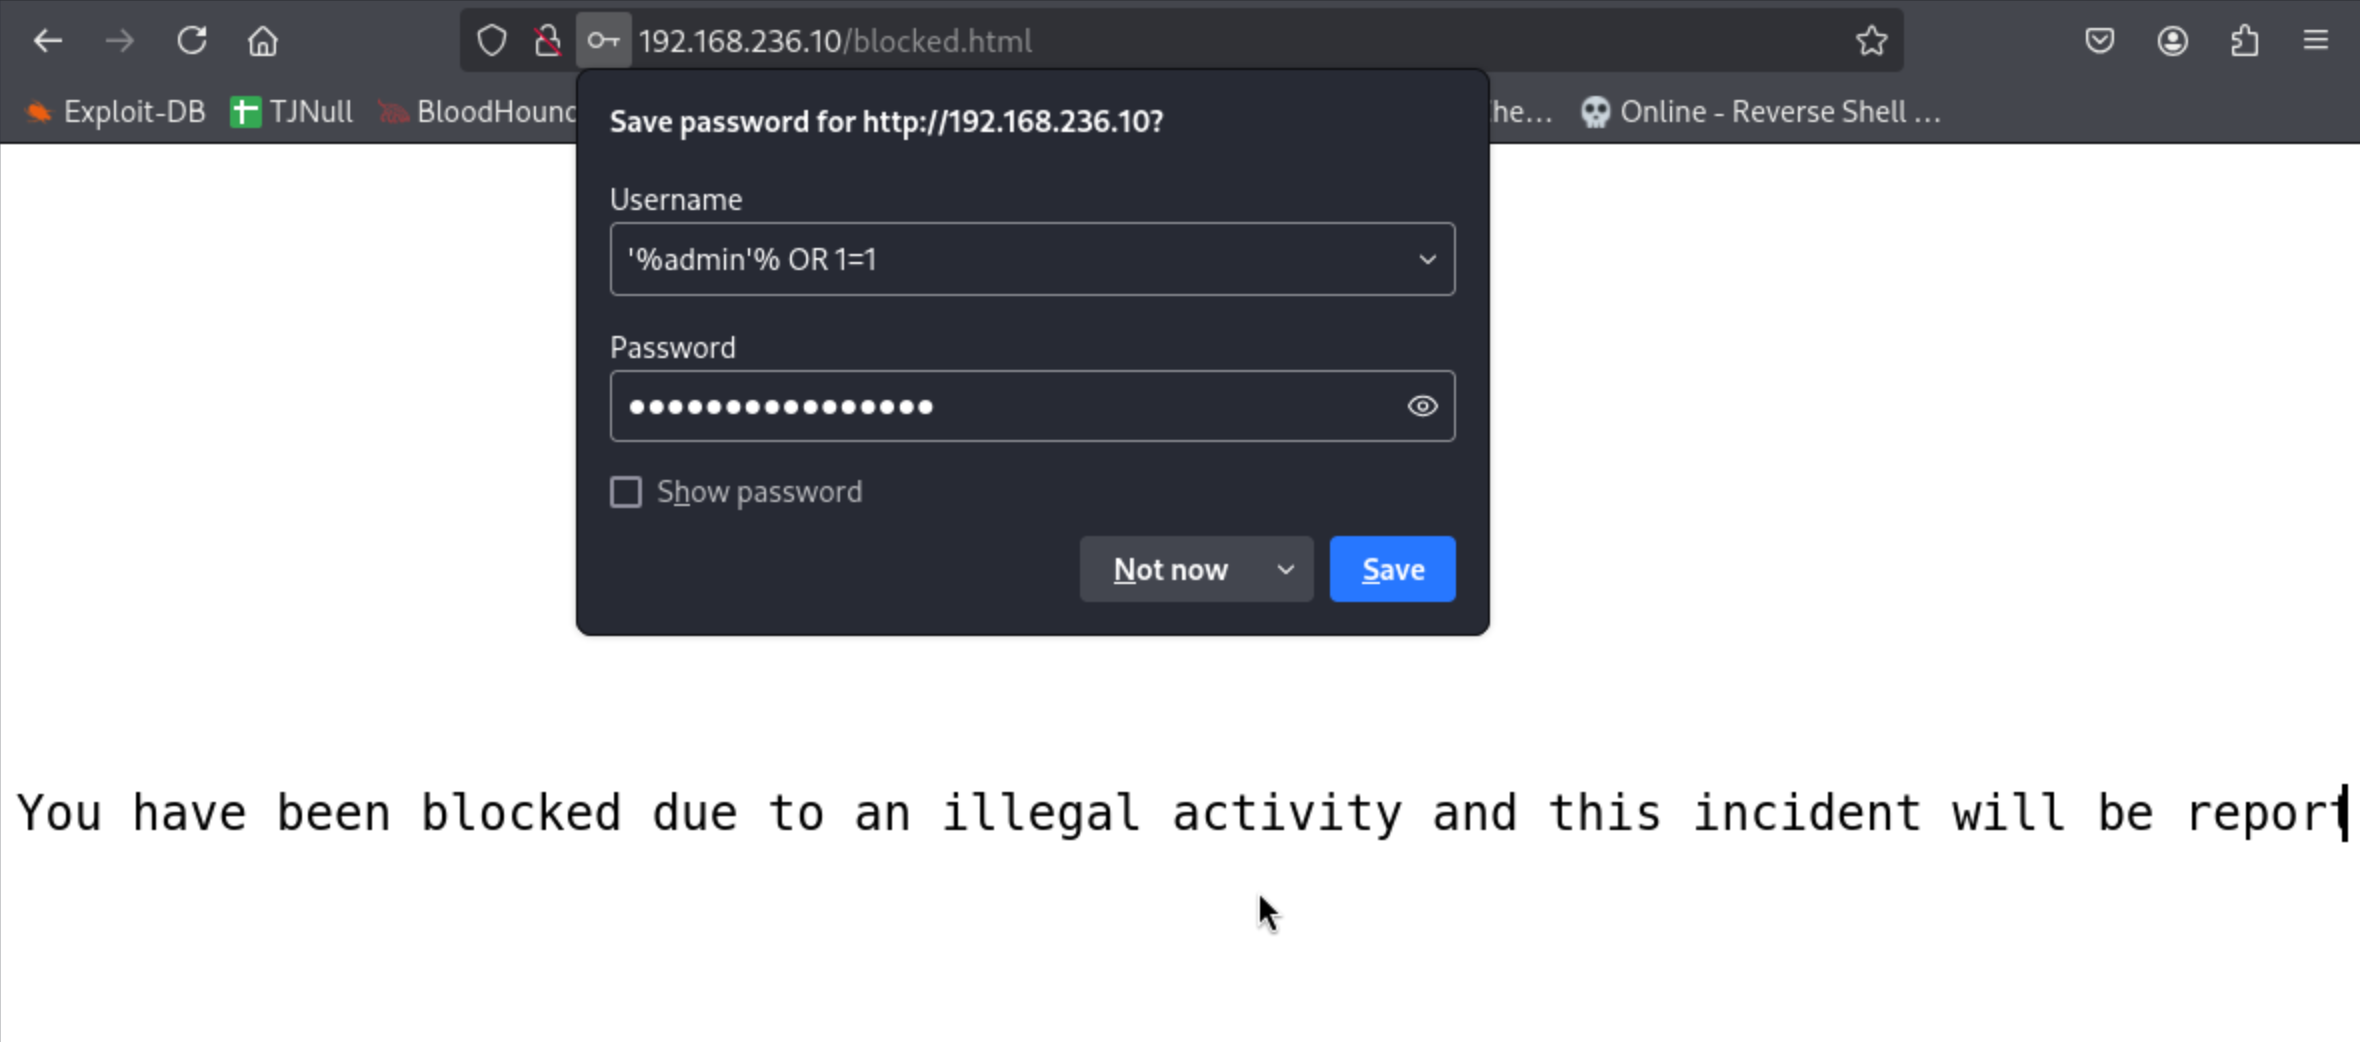 192.168.236.10/blocked.html
Exploit-DB TJNull BloodHound he... Online - Reverse Shell ...
Save password for http://192.168.236.10?
Username
'%admin'% OR 1=1
Password
●●●●●●●●●●●●●●●●
Show password
Not now Save
You have been blocked due to an illegal activity and this incident will be report